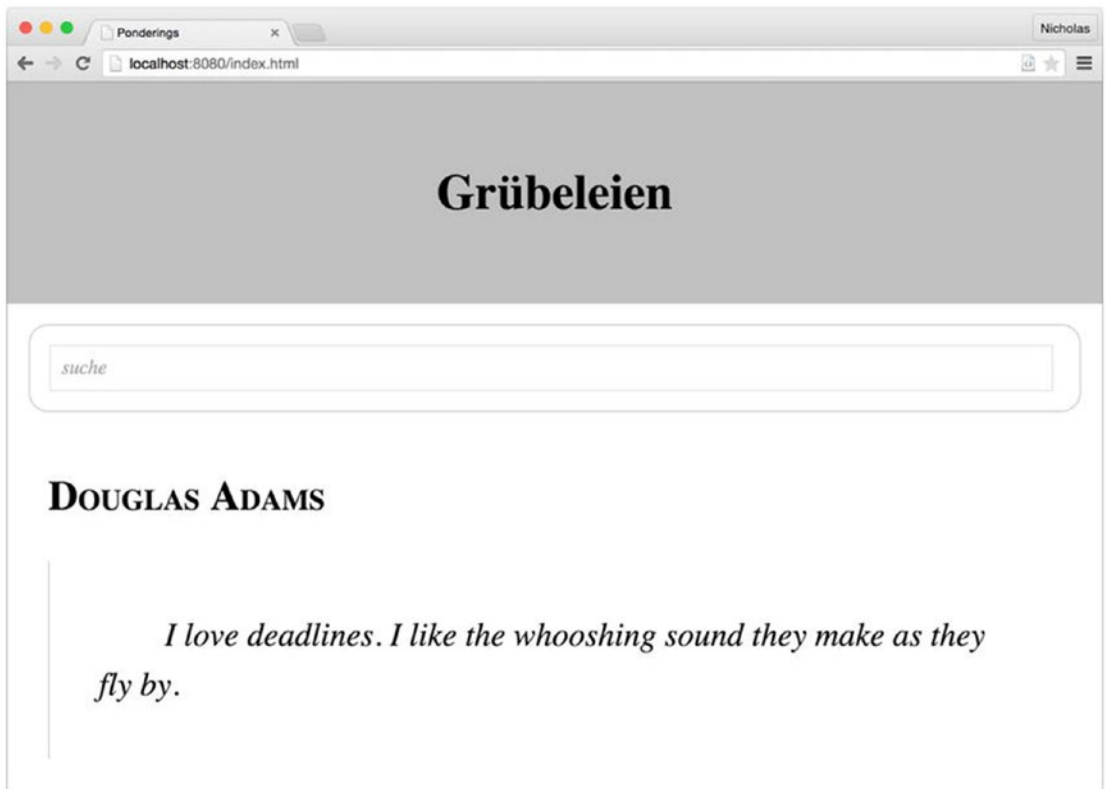 Ponderings
Nicholas
localhost:8080/index.html
Grübeleien
suche
Douglas Adams
I love deadlines. I like the whooshing sound they make as they
fly by.